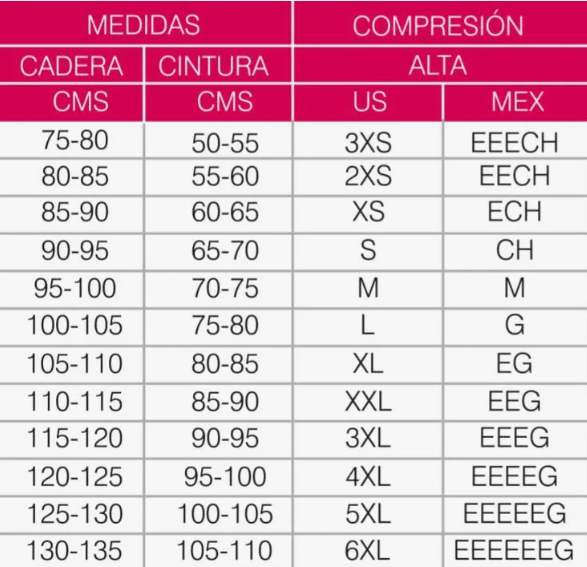 MEDIDAS COMPRESIÓN
CADERA CINTURA ALTA
CMS CMS US MEX
75-80 50-55 3XS EEECH
80-85 55-60 2XS EECH
85-90 60-65 XS ECH
90-95 65-70 S CH
95-100 70-75 M M
100-105 75-80 L G
105-110 80-85 XL EG
110-115 85-90 XXL EEG
115-120 90-95 3XL EEEG
120-125 95-100 4XL EEEEG
125-130 100-105 5XL EEEEEG
130-135 105-110 6XL EEEEEEG